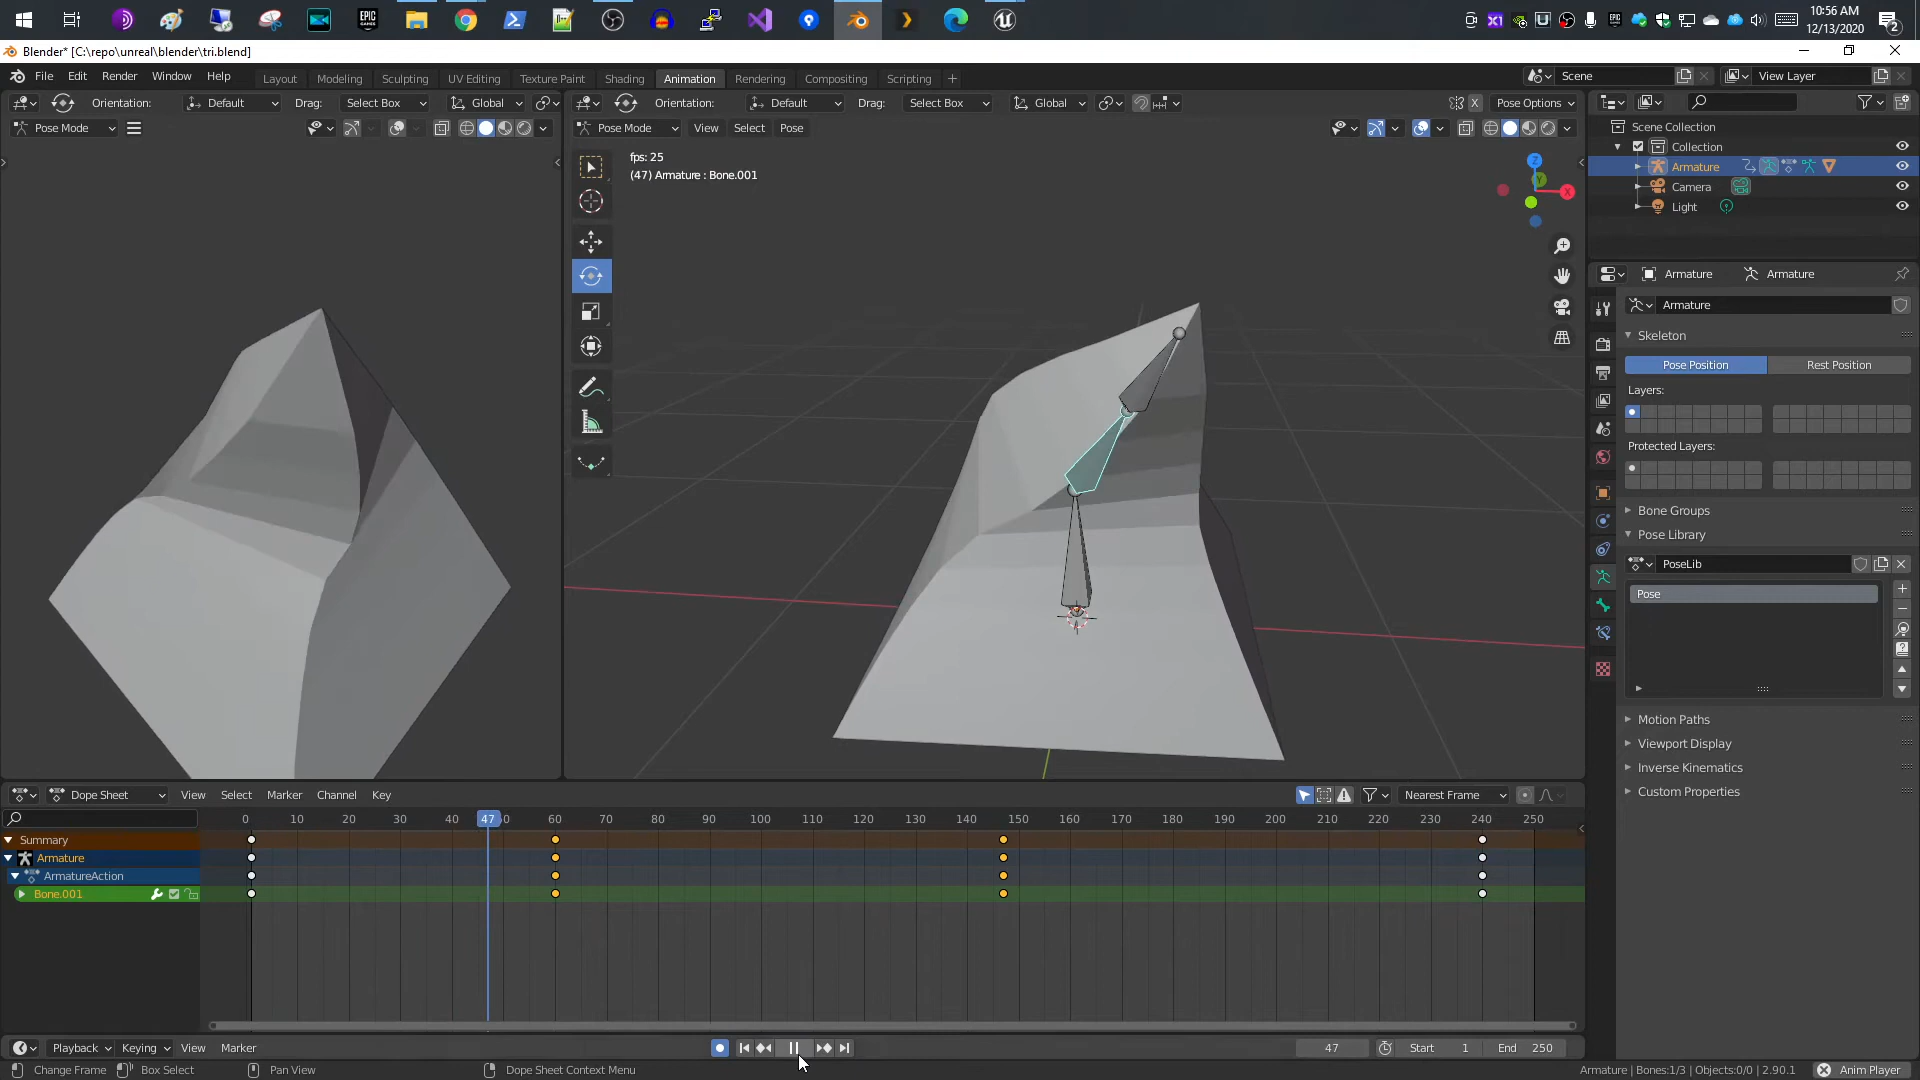 10:56 AM
12/13/2020
2
Blender* [C:\repo\unreal\blender\tri.blend]
File Edit Render Window Help
Layout Modeling Sculpting UV Editing Texture Paint Shading Animation Rendering Compositing Scripting +
Scene
View Layer
Orientation: Default Drag: Select Box Global
Orientation: Default Drag: Select Box Global X Pose Options
Pose Mode
Pose Mode View Select Pose
fps: 25
(47) Armature : Bone.001
Z
Y
X
Scene Collection
Collection
Armature
Camera
Light
Armature Armature
Armature
Skeleton
Pose Position Rest Position
Layers:
Protected Layers:
Bone Groups
Pose Library
PoseLib
Pose
Motion Paths
Viewport Display
Inverse Kinematics
Custom Properties
Dope Sheet View Select Marker Channel Key Nearest Frame
0 10 20 30 40 47 60 70 80 90 100 110 120 130 140 150 160 170 180 190 200 210 220 230 240 250
Summary
Armature
ArmatureAction
Bone.001
Playback Keying View Marker 47 Start 1 End 250
Change Frame Box Select Pan View Dope Sheet Context Menu Armature | Bones:1/3 | Objects:0/0 | 2.90.1 Anim Player